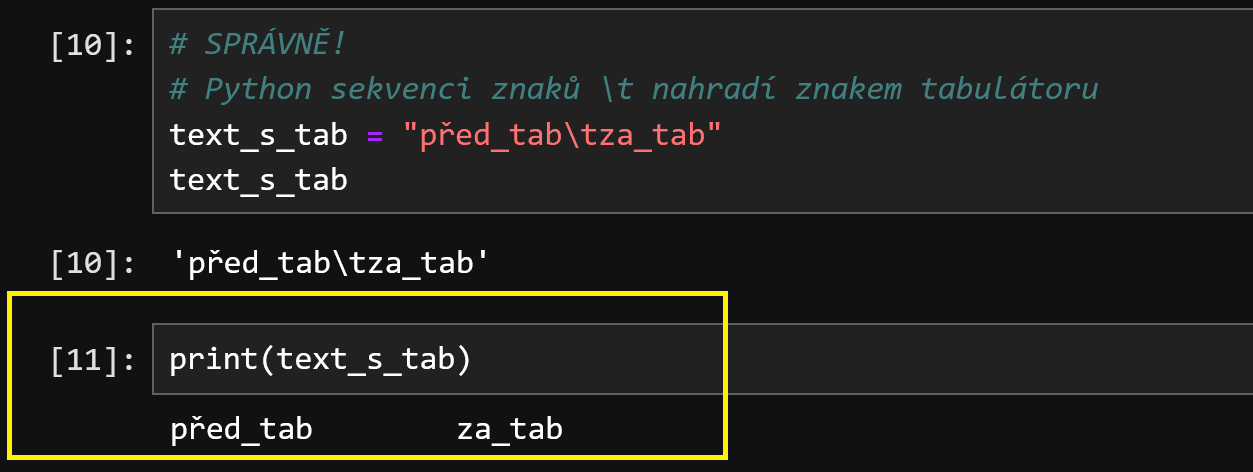 [10]: # SPRÁVNĚ!
# Python sekvenci znaků \t nahradí znakem tabulátoru
text_s_tab = "před_tab\tza_tab"
text_s_tab
[10]: 'před_tab\tza_tab'
[11]: print(text_s_tab)
před_tab        za_tab